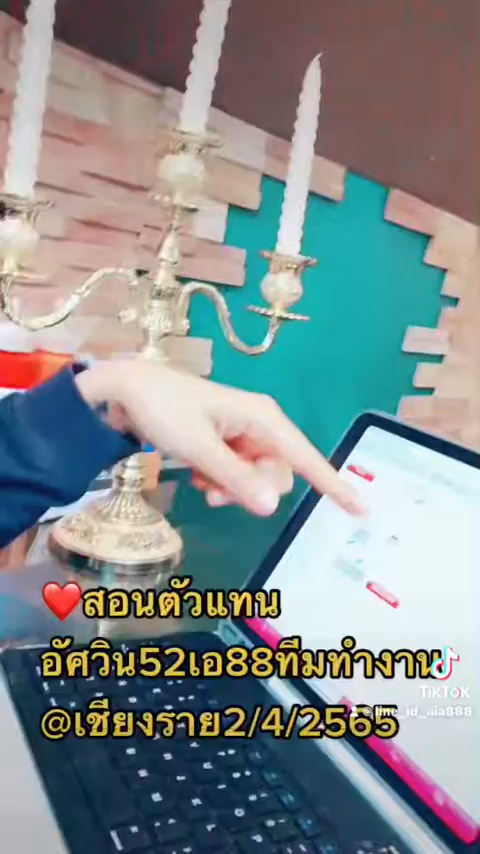 ❤️สอนตัวแทน
อัศวิน52เอ88ทีมทำงาน
@เชียงราย2/4/2565
TikTok
@line_id_aia888